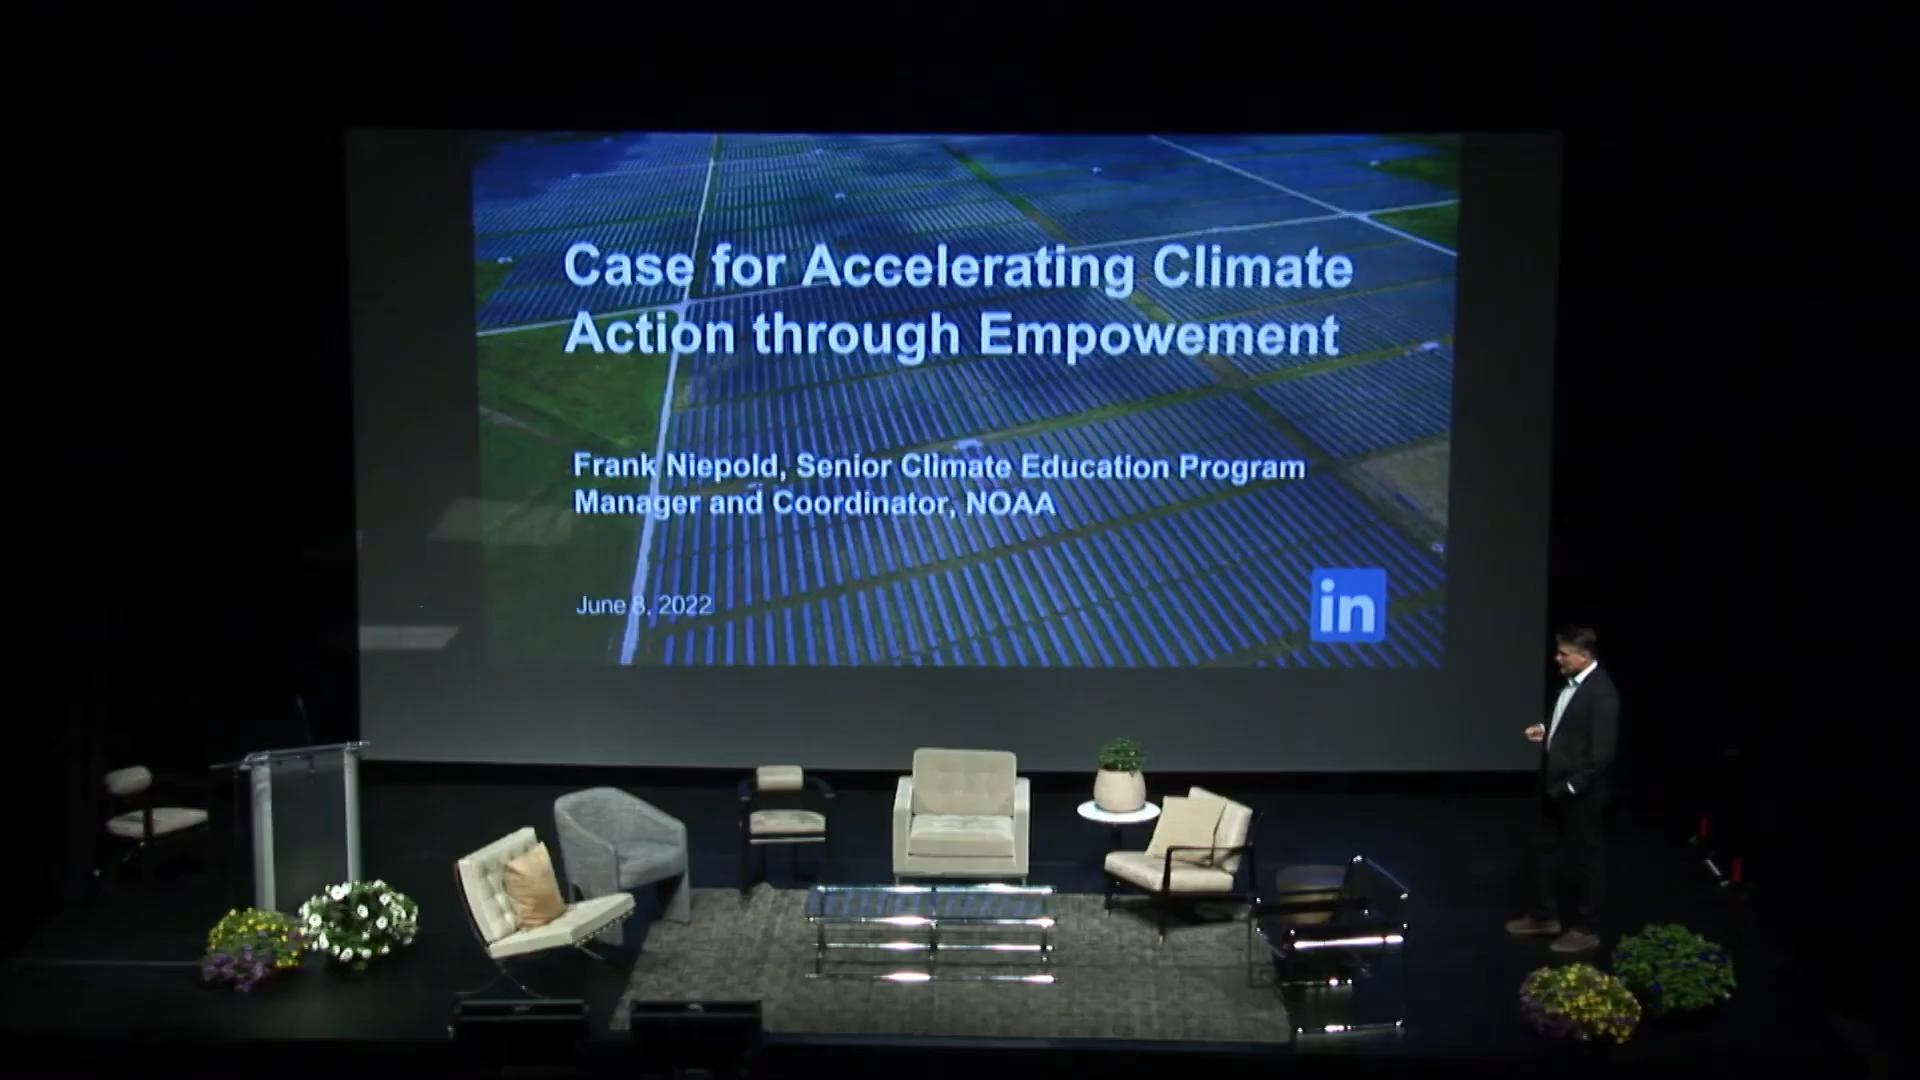 Case for Accelerating Climate
Action through Empowement
Frank Niepold, Senior Climate Education Program
Manager and Coordinator, NOAA
June 8, 2022
in